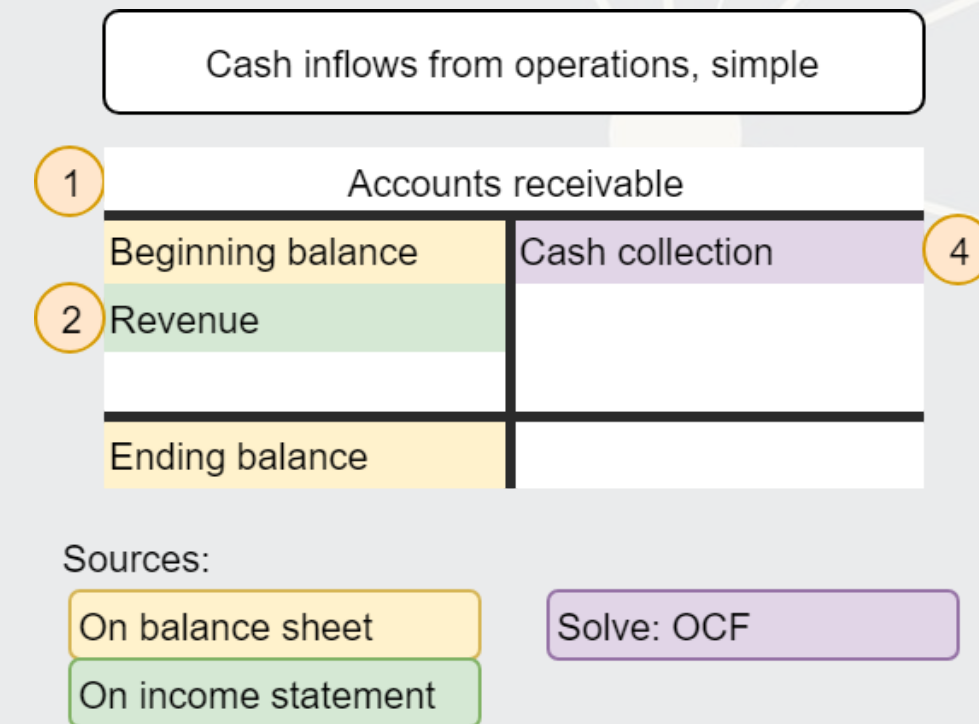 Cash inflows from operations, simple
1 Accounts receivable
Beginning balance Cash collection 4
2 Revenue
Ending balance
Sources:
On balance sheet Solve: OCF
On income statement